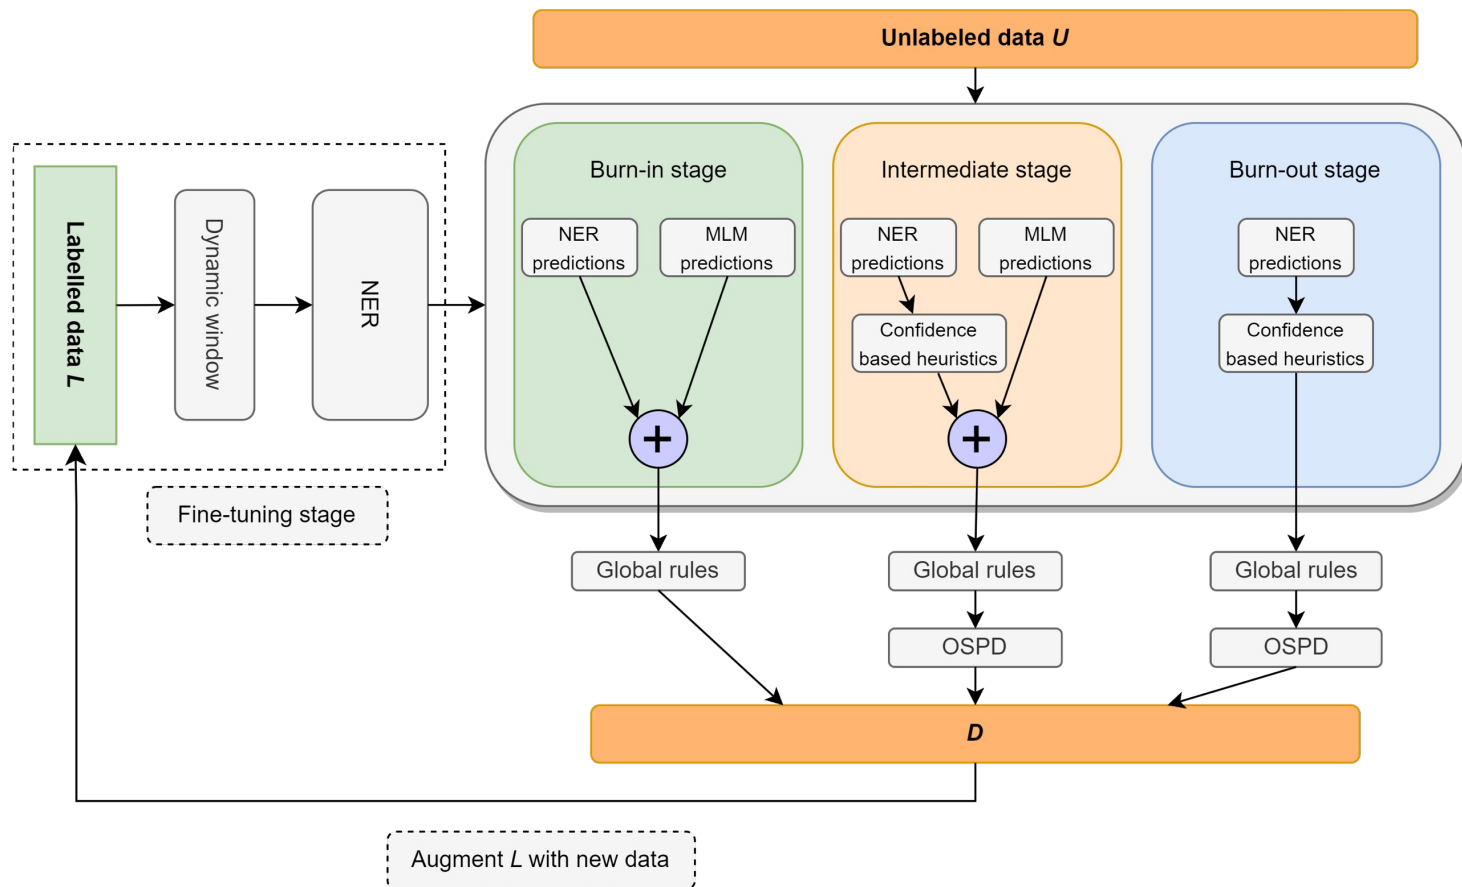 Unlabeled data U
Labelled data L
Dynamic window
NER
Fine-tuning stage
Burn-in stage
NER
predictions
MLM
predictions
+
Intermediate stage
NER
predictions
MLM
predictions
Confidence
based heuristics
+
Burn-out stage
NER
predictions
Confidence
based heuristics
Global rules
Global rules
Global rules
OSPD
OSPD
D
Augment L with new data